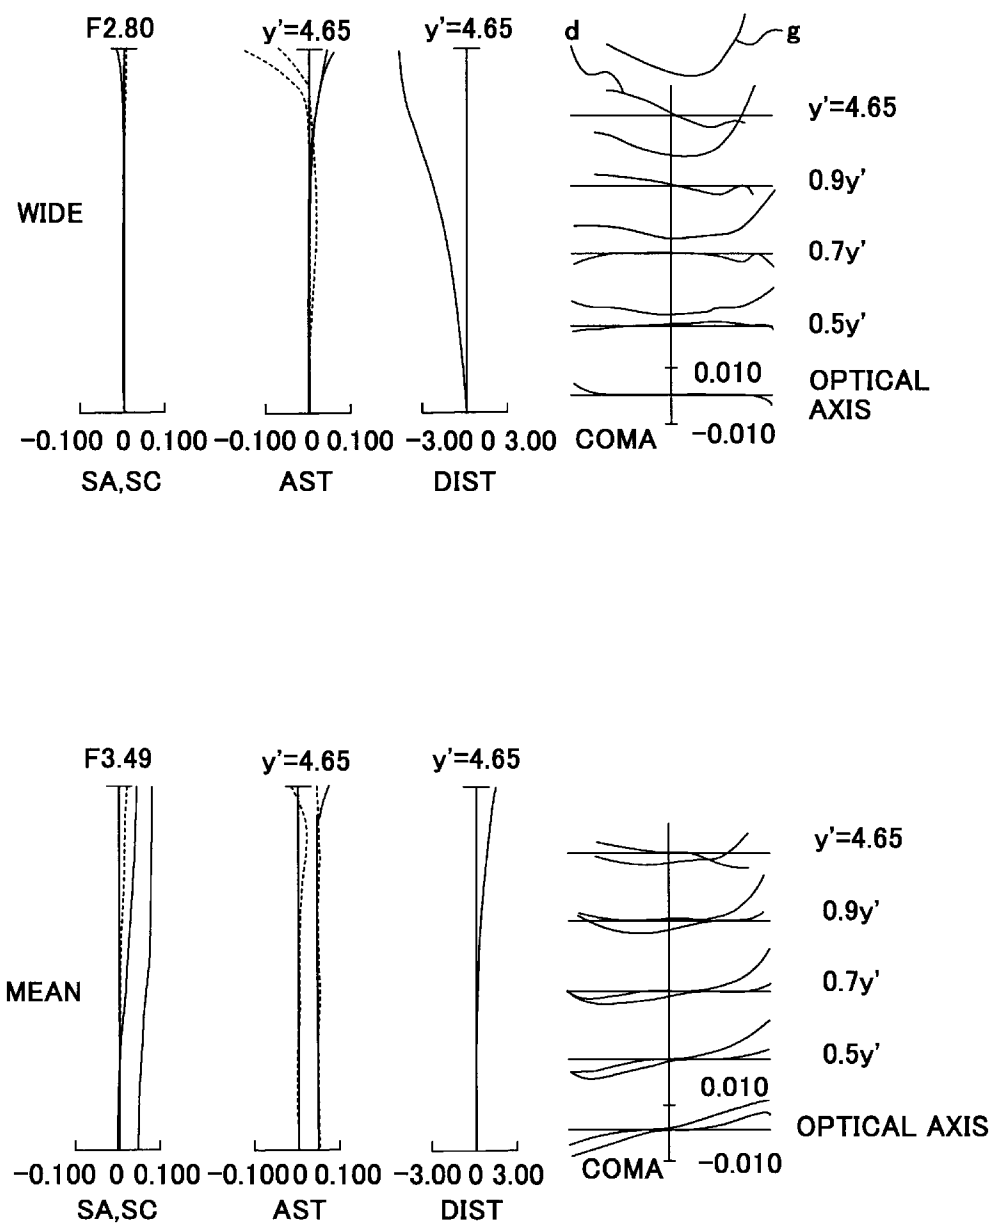 F2.80 y'=4.65 y'=4.65 d g
y'=4.65
0.9y'
WIDE
0.7y'
0.5y'
0.010
OPTICAL AXIS
-0.100 0 0.100 -0.100 0 0.100 -3.00 0 3.00 COMA -0.010
SA,SC AST DIST
F3.49 y'=4.65 y'=4.65
y'=4.65
0.9y'
MEAN
0.7y'
0.5y'
0.010
OPTICAL AXIS
-0.100 0 0.100 -0.100 0 0.100 -3.00 0 3.00 COMA -0.010
SA,SC AST DIST